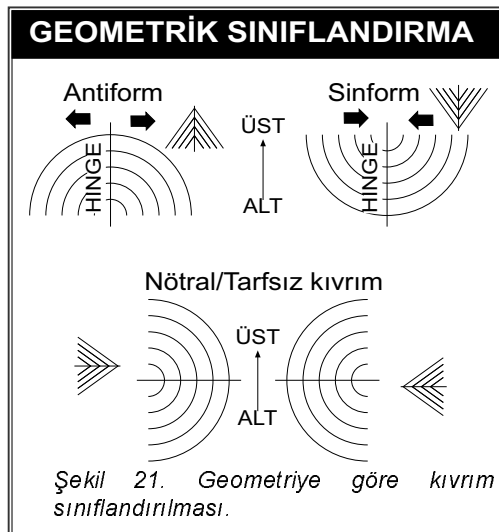 GEOMETRİK SINIFLANDIRMA
Antiform
Sinform
HINGE
ÜST
ALT
HINGE
Nötral/Tarfsız kıvrım
ÜST
ALT
Şekil 21. Geometriye göre kıvrım
sınıflandırılması.